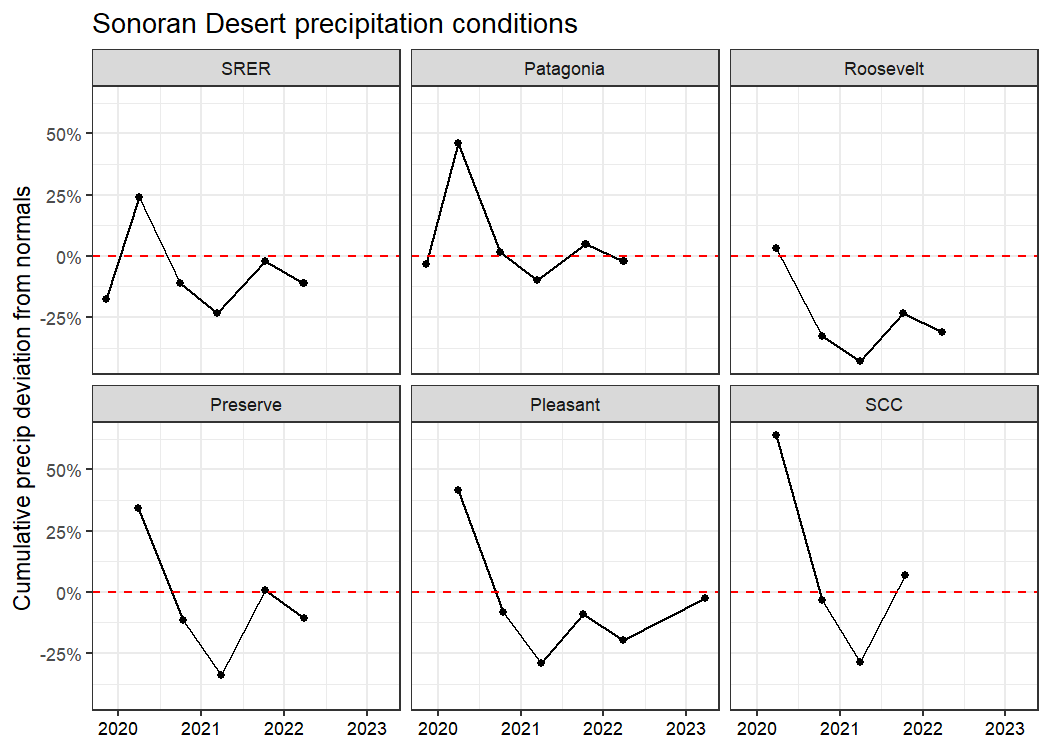 Sonoran Desert precipitation conditions
SRER Patagonia Roosevelt
50%
25%
0%
-25%
Preserve Pleasant SCC
50%
25%
0%
-25%
2020 2021 2022 2023 2020 2021 2022 2023 2020 2021 2022 2023
Cumulative precip deviation from normals